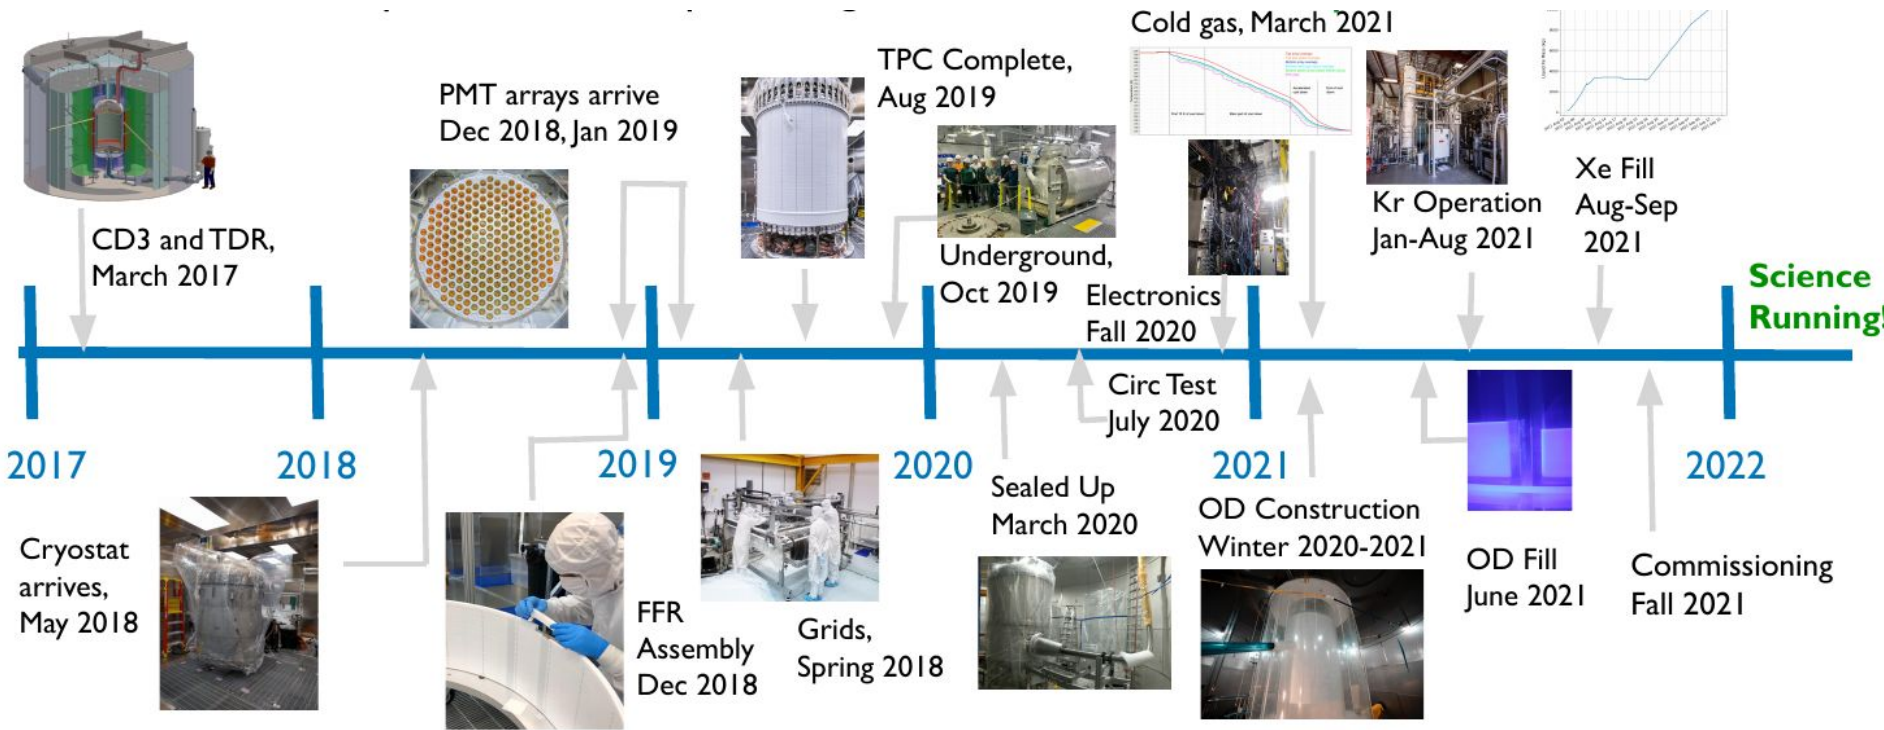 Cold gas, March 2021
TPC Complete,
Aug 2019
PMT arrays arrive
Dec 2018, Jan 2019
CD3 and TDR,
March 2017
Underground,
Oct 2019
Electronics
Fall 2020
Kr Operation
Jan-Aug 2021
Xe Fill
Aug-Sep
2021
Science
Running!
Circ Test
July 2020
2017
2018
2019
2020
2021
2022
Cryostat
arrives,
May 2018
FFR
Assembly
Dec 2018
Grids,
Spring 2018
Sealed Up
March 2020
OD Construction
Winter 2020-2021
OD Fill
June 2021
Commissioning
Fall 2021